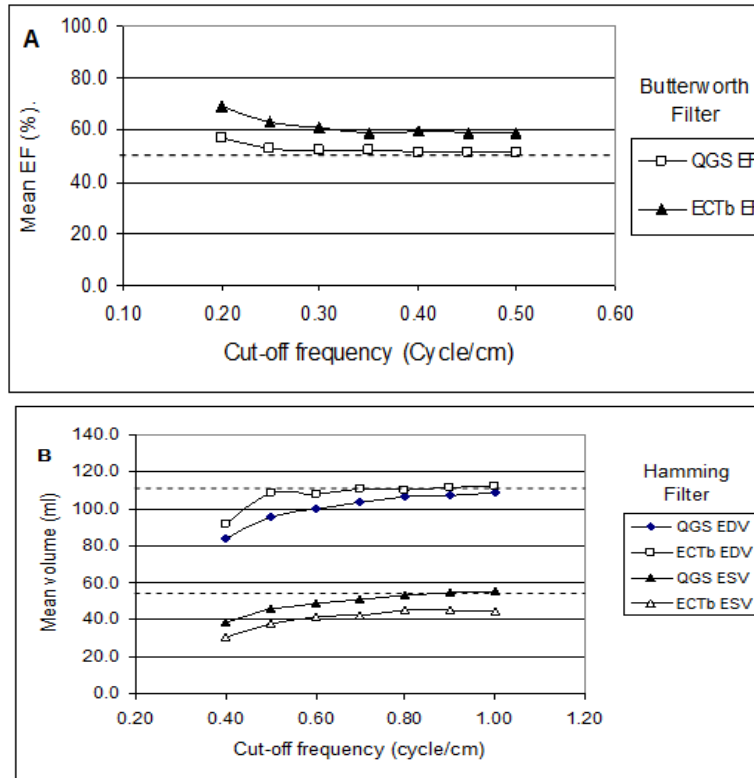 A
100.0
80.0
60.0
40.0
20.0
0.0
Mean EF (%).
0.10 0.20 0.30 0.40 0.50 0.60
Cut-off frequency (Cycle/cm)
Butterworth
Filter
QGS EF
ECTb EF
B
140.0
120.0
100.0
80.0
60.0
40.0
20.0
0.0
Mean volume (ml)
0.20 0.40 0.60 0.80 1.00 1.20
Cut-off frequency (cycle/cm)
Hamming
Filter
QGS EDV
ECTb EDV
QGS ESV
ECTb ESV